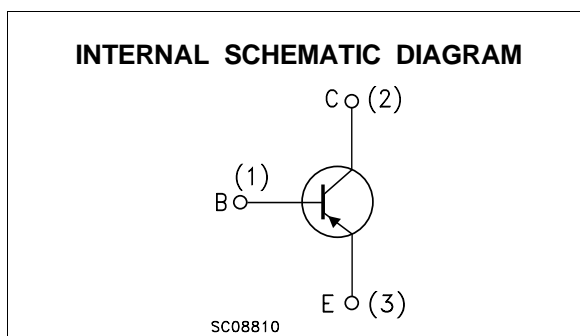 INTERNAL SCHEMATIC DIAGRAM
C (2)
(1)
B
E (3)
SC08810